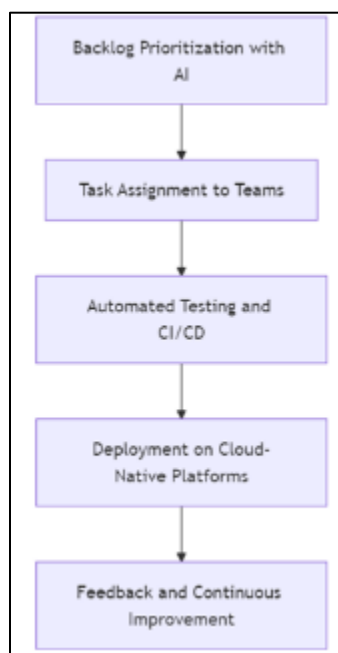 Backlog Prioritization with
AI
Task Assignment to Teams
Automated Testing and
CI/CD
Deployment on Cloud-
Native Platforms
Feedback and Continuous
Improvement